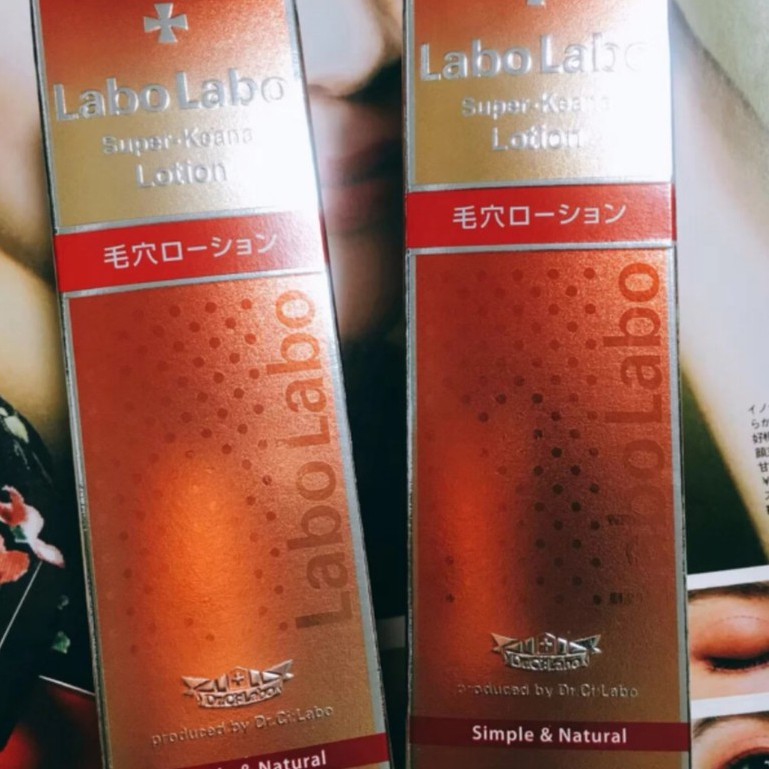 Labo Labo
Super-Keana
Lotion
毛穴ローション
Labo Labo
Dr.Ci:Labo
produced by Dr.Ci:Labo
& Natural
Labo Labo
Super-Keana
Lotion
毛穴ローション
Labo Labo
Dr.Ci:Labo
produced by Dr.Ci:Labo
Simple & Natural